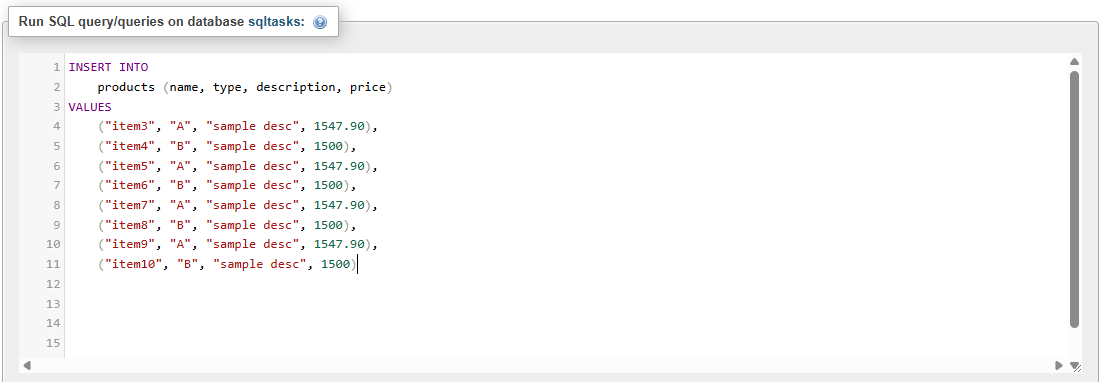 Run SQL query/queries on database sqltasks:
1 INSERT INTO
2     products (name, type, description, price)
3 VALUES
4     ("item3", "A", "sample desc", 1547.90),
5     ("item4", "B", "sample desc", 1500),
6     ("item5", "A", "sample desc", 1547.90),
7     ("item6", "B", "sample desc", 1500),
8     ("item7", "A", "sample desc", 1547.90),
9     ("item8", "B", "sample desc", 1500),
10     ("item9", "A", "sample desc", 1547.90),
11     ("item10", "B", "sample desc", 1500)
12
13
14
15